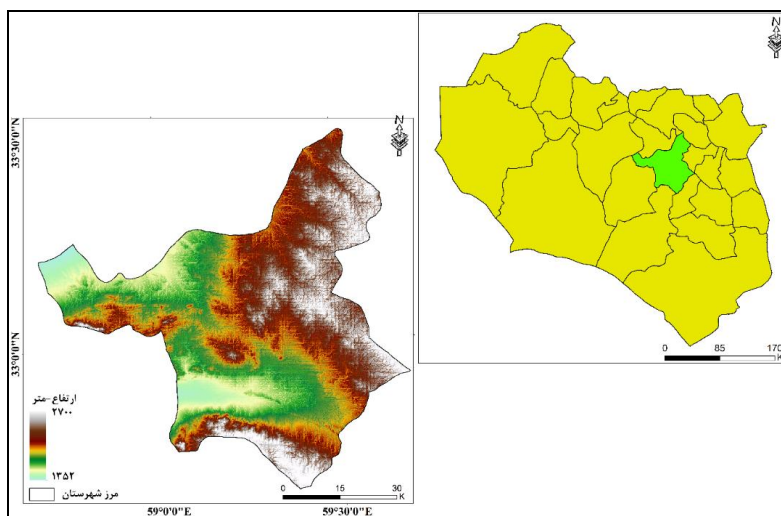 N
33°30'0"N
33°0'0"N
ارتفاع-متر
۲۷۰۰
۱۳۵۲
مرز شهرستان
0 15 30
K
59°0'0"E
59°30'0"E
N
0 85 170
K